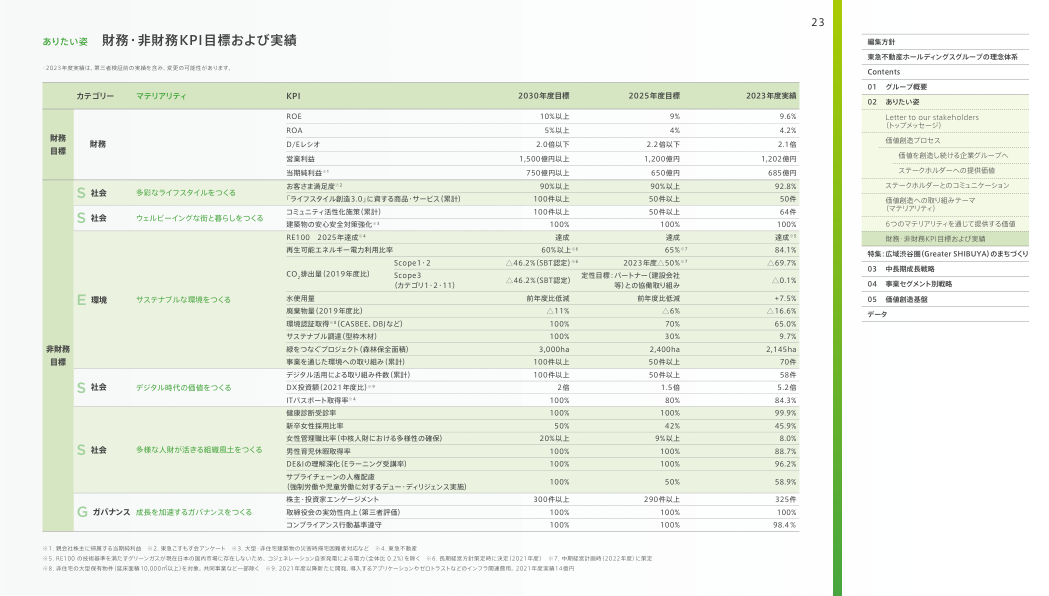 23
ありたい姿 財務・非財務KPI目標および実績
2023年度実績は、第三者検証前の実績を含み、変更の可能性があります。
カテゴリー マテリアリティ KPI 2030年度目標 2025年度目標 2023年度実績
財務目標 財務
ROE 10%以上 9% 9.6%
ROA 5%以上 4% 4.2%
D/Eレシオ 2.0倍以下 2.2倍以下 2.1倍
営業利益 1,500億円以上 1,200億円 1,202億円
当期純利益※1 750億円以上 650億円 685億円
非財務目標
S 社会 多彩なライフスタイルをつくる
お客さま満足度※2 90%以上 90%以上 92.8%
「ライフスタイル創造3.0」に資する商品・サービス(累計) 100件以上 50件以上 50件
S 社会 ウェルビーイングな街と暮らしをつくる
コミュニティ活性化施策(累計) 100件以上 50件以上 64件
建築物の安心安全対策強化※3 100% 100% 100%
E 環境 サステナブルな環境をつくる
RE100 2025年達成※4 達成 達成 達成※5
再生可能エネルギー電力利用比率 60%以上※6 65%※7 84.1%
CO₂排出量(2019年度比) Scope1・2 △46.2%(SBT認定)※6 2023年度△50%※7 △69.7%
Scope3
(カテゴリ1・2・11) △46.2%(SBT認定) 定性目標:パートナー(建設会社
等)との協働取り組み △0.1%
水使用量 前年度比低減 前年度比低減 +7.5%
廃棄物量(2019年度比) △11% △6% △16.6%
環境認証取得※8(CASBEE、DBJなど) 100% 70% 65.0%
サステナブル調達(型枠木材) 100% 30% 9.7%
緑をつなぐプロジェクト(森林保全面積) 3,000ha 2,400ha 2,145ha
事業を通じた環境への取り組み(累計) 100件以上 50件以上 70件
S 社会 デジタル時代の価値をつくる
デジタル活用による取り組み件数(累計) 100件以上 50件以上 58件
DX投資額(2021年度比)※9 2倍 1.5倍 5.2倍
ITパスポート取得率※4 100% 80% 84.3%
S 社会 多様な人財が活きる組織風土をつくる
健康診断受診率 100% 100% 99.9%
新卒女性採用比率 50% 42% 45.9%
女性管理職比率(中核人財における多様性の確保) 20%以上 9%以上 8.0%
男性育児休暇取得率 100% 100% 88.7%
DE&Iの理解深化(Eラーニング受講率) 100% 100% 96.2%
サプライチェーンの人権配慮
(強制労働や児童労働に対するデュー・ディリジェンス実施) 100% 50% 58.9%
G ガバナンス 成長を加速するガバナンスをつくる
株主・投資家エンゲージメント 300件以上 290件以上 325件
取締役会の実効性向上(第三者評価) 100% 100% 100%
コンプライアンス行動基準遵守 100% 100% 98.4%
※1. 親会社株主に帰属する当期純利益 ※2. 東急こすもす会アンケート ※3. 大型・非住宅建築物の災害時帰宅困難者対応など ※4. 東急不動産
※5. RE100の技術基準を満たすグリーンガスが現在日本の国内市場に存在しないため、コジェネレーション自家発電による電力(全体比0.2%)を除く ※6. 長期経営方針策定時に決定(2021年度) ※7. 中期経営計画時(2022年度)に策定
※8. 非住宅の大型保有物件(延床面積10,000㎡以上)を対象。共同事業など一部除く ※9. 2021年度以降新たに開発、導入するアプリケーションやゼロトラストなどのインフラ関連費用。2021年度実績14億円
編集方針
東急不動産ホールディングスグループの理念体系
Contents
01 グループ概要
02 ありたい姿
Letter to our stakeholders
(トップメッセージ)
価値創造プロセス
価値を創造し続ける企業グループへ
ステークホルダーへの提供価値
ステークホルダーとのコミュニケーション
価値創造への取り組みテーマ
(マテリアリティ)
6つのマテリアリティを通じて提供する価値
財務・非財務KPI目標および実績
特集:広域渋谷圏(Greater SHIBUYA)のまちづくり
03 中長期成長戦略
04 事業セグメント別戦略
05 価値創造基盤
データ